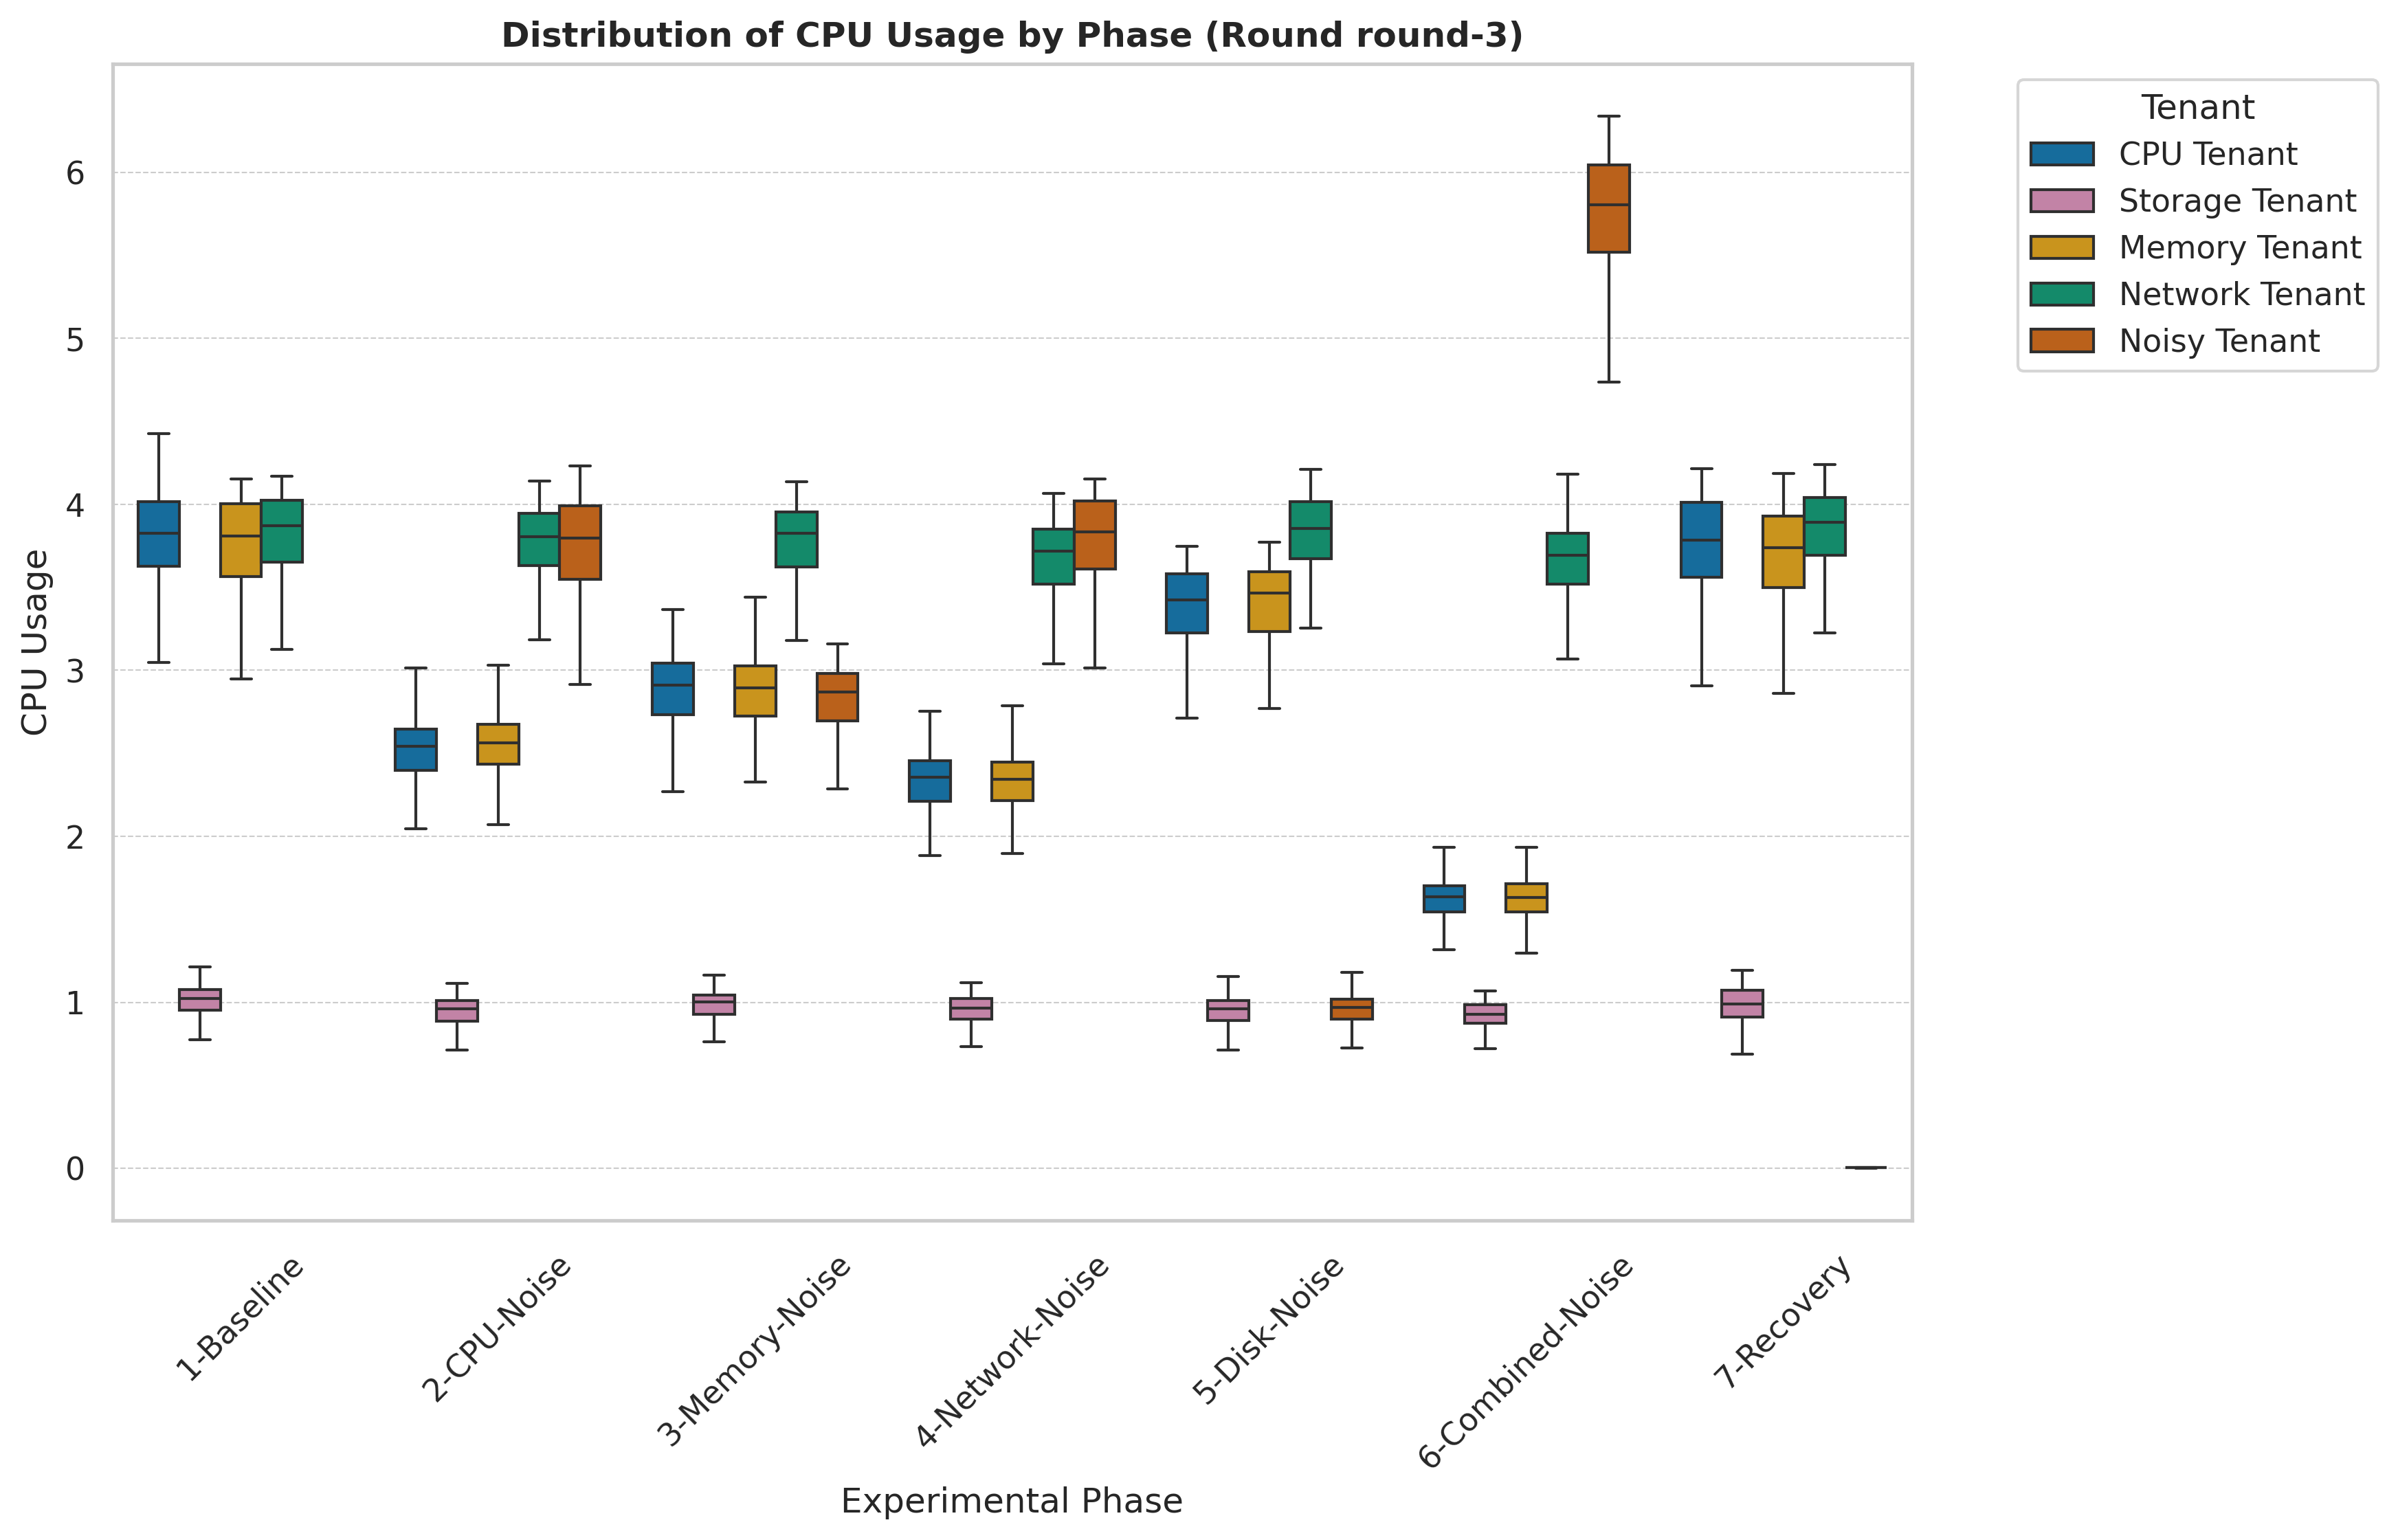 Distribution of CPU Usage by Phase (Round round-3)
Tenant
CPU Tenant
Storage Tenant
Memory Tenant
Network Tenant
Noisy Tenant
CPU Usage
6
5
4
3
2
1
0
1-Baseline
2-CPU-Noise
3-Memory-Noise
4-Network-Noise
5-Disk-Noise
6-Combined-Noise
7-Recovery
Experimental Phase